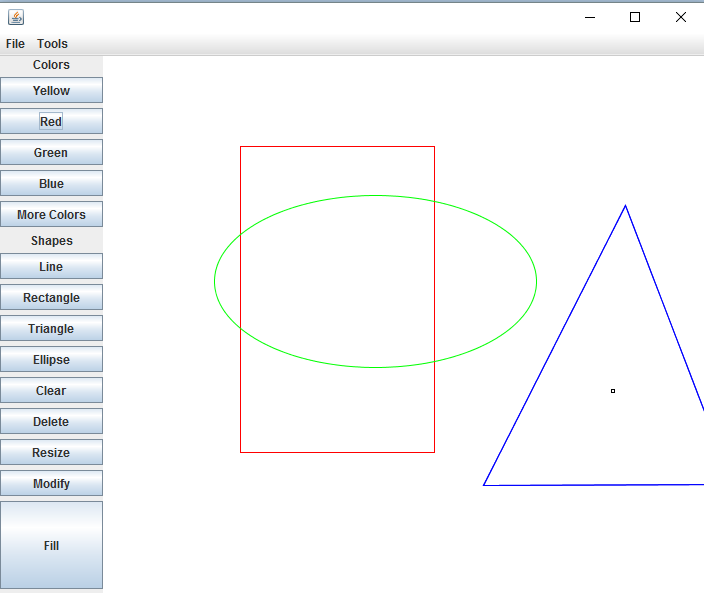 File Tools
Colors
Yellow
Red
Green
Blue
More Colors
Shapes
Line
Rectangle
Triangle
Ellipse
Clear
Delete
Resize
Modify
Fill